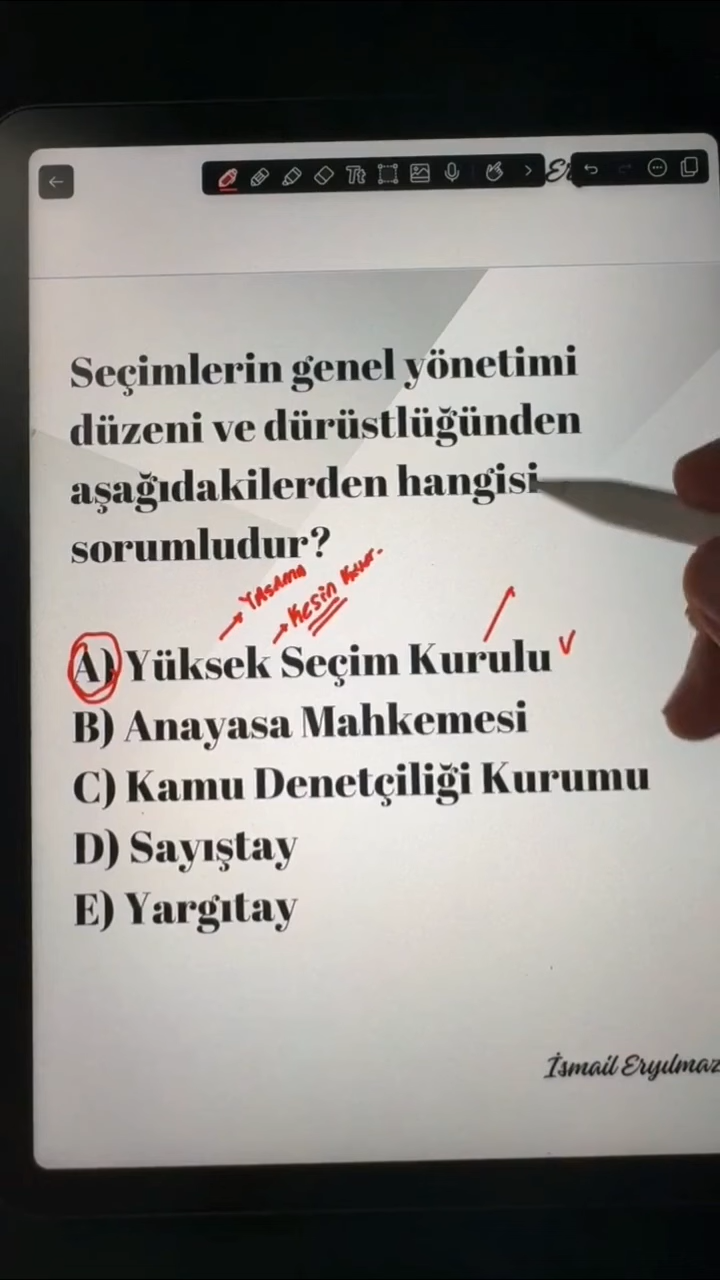 Seçimlerin genel yönetimi
düzeni ve dürüstlüğünden
aşağıdakilerden hangisi
sorumludur?
→ YASAMA
→ Kesin Karar.
A) Yüksek Seçim Kurulu
B) Anayasa Mahkemesi
C) Kamu Denetçiliği Kurumu
D) Sayıştay
E) Yargıtay
İsmail Eryılmaz